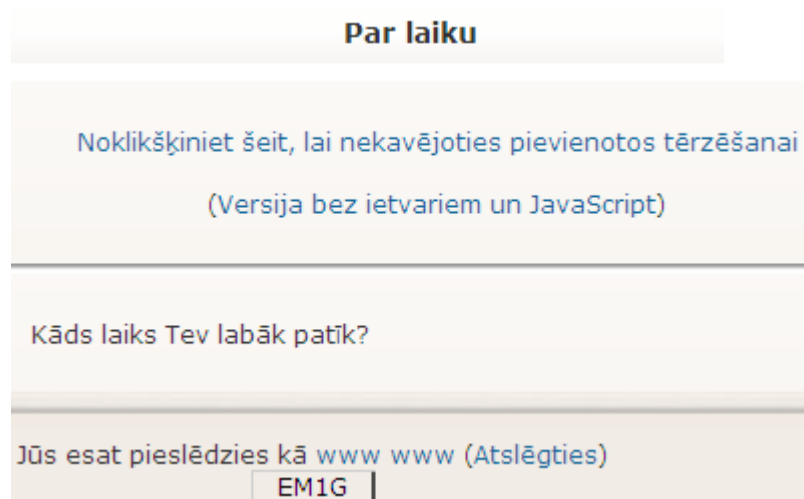 Par laiku
Noklikšķiniet šeit, lai nekavējoties pievienotos tērzēšanai
(Versija bez ietvariem un JavaScript)
Kāds laiks Tev labāk patīk?
Jūs esat pieslēdzies kā www www (Atslēgties)
EM1G